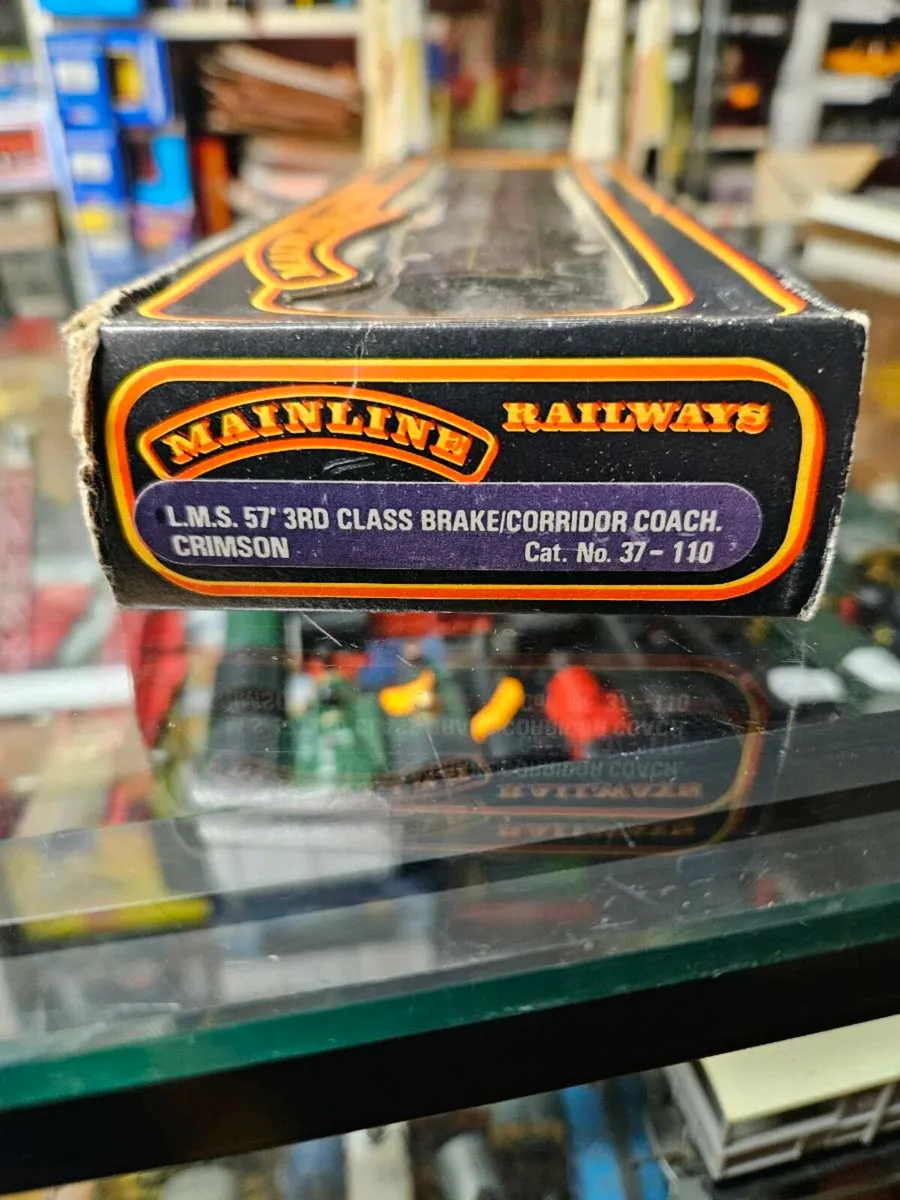 MAINLINE RAILWAYS
L.M.S. 57' 3RD CLASS BRAKE/CORRIDOR COACH.
CRIMSON Cat. No. 37-110